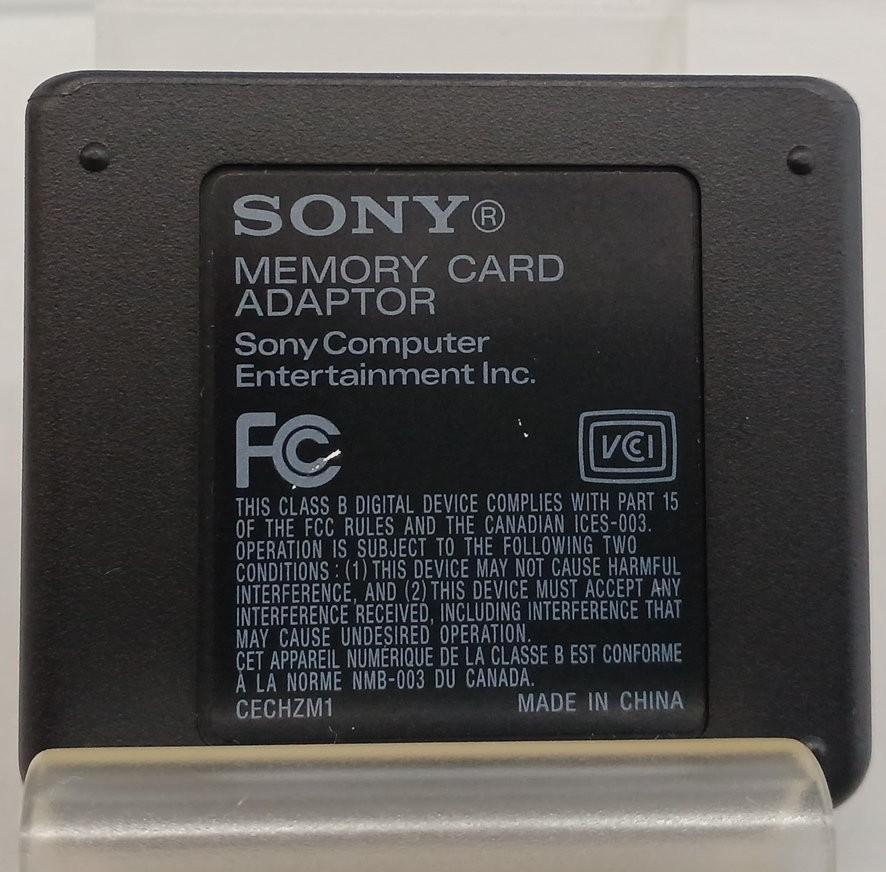 SONY®
MEMORY CARD
ADAPTOR
Sony Computer
Entertainment Inc.
FC
VCCI
THIS CLASS B DIGITAL DEVICE COMPLIES WITH PART 15
OF THE FCC RULES AND THE CANADIAN ICES-003.
OPERATION IS SUBJECT TO THE FOLLOWING TWO
CONDITIONS : (1) THIS DEVICE MAY NOT CAUSE HARMFUL
INTERFERENCE, AND (2) THIS DEVICE MUST ACCEPT ANY
INTERFERENCE RECEIVED, INCLUDING INTERFERENCE THAT
MAY CAUSE UNDESIRED OPERATION.
CET APPAREIL NUMÉRIQUE DE LA CLASSE B EST CONFORME
À LA NORME NMB-003 DU CANADA.
CECHZM1 MADE IN CHINA